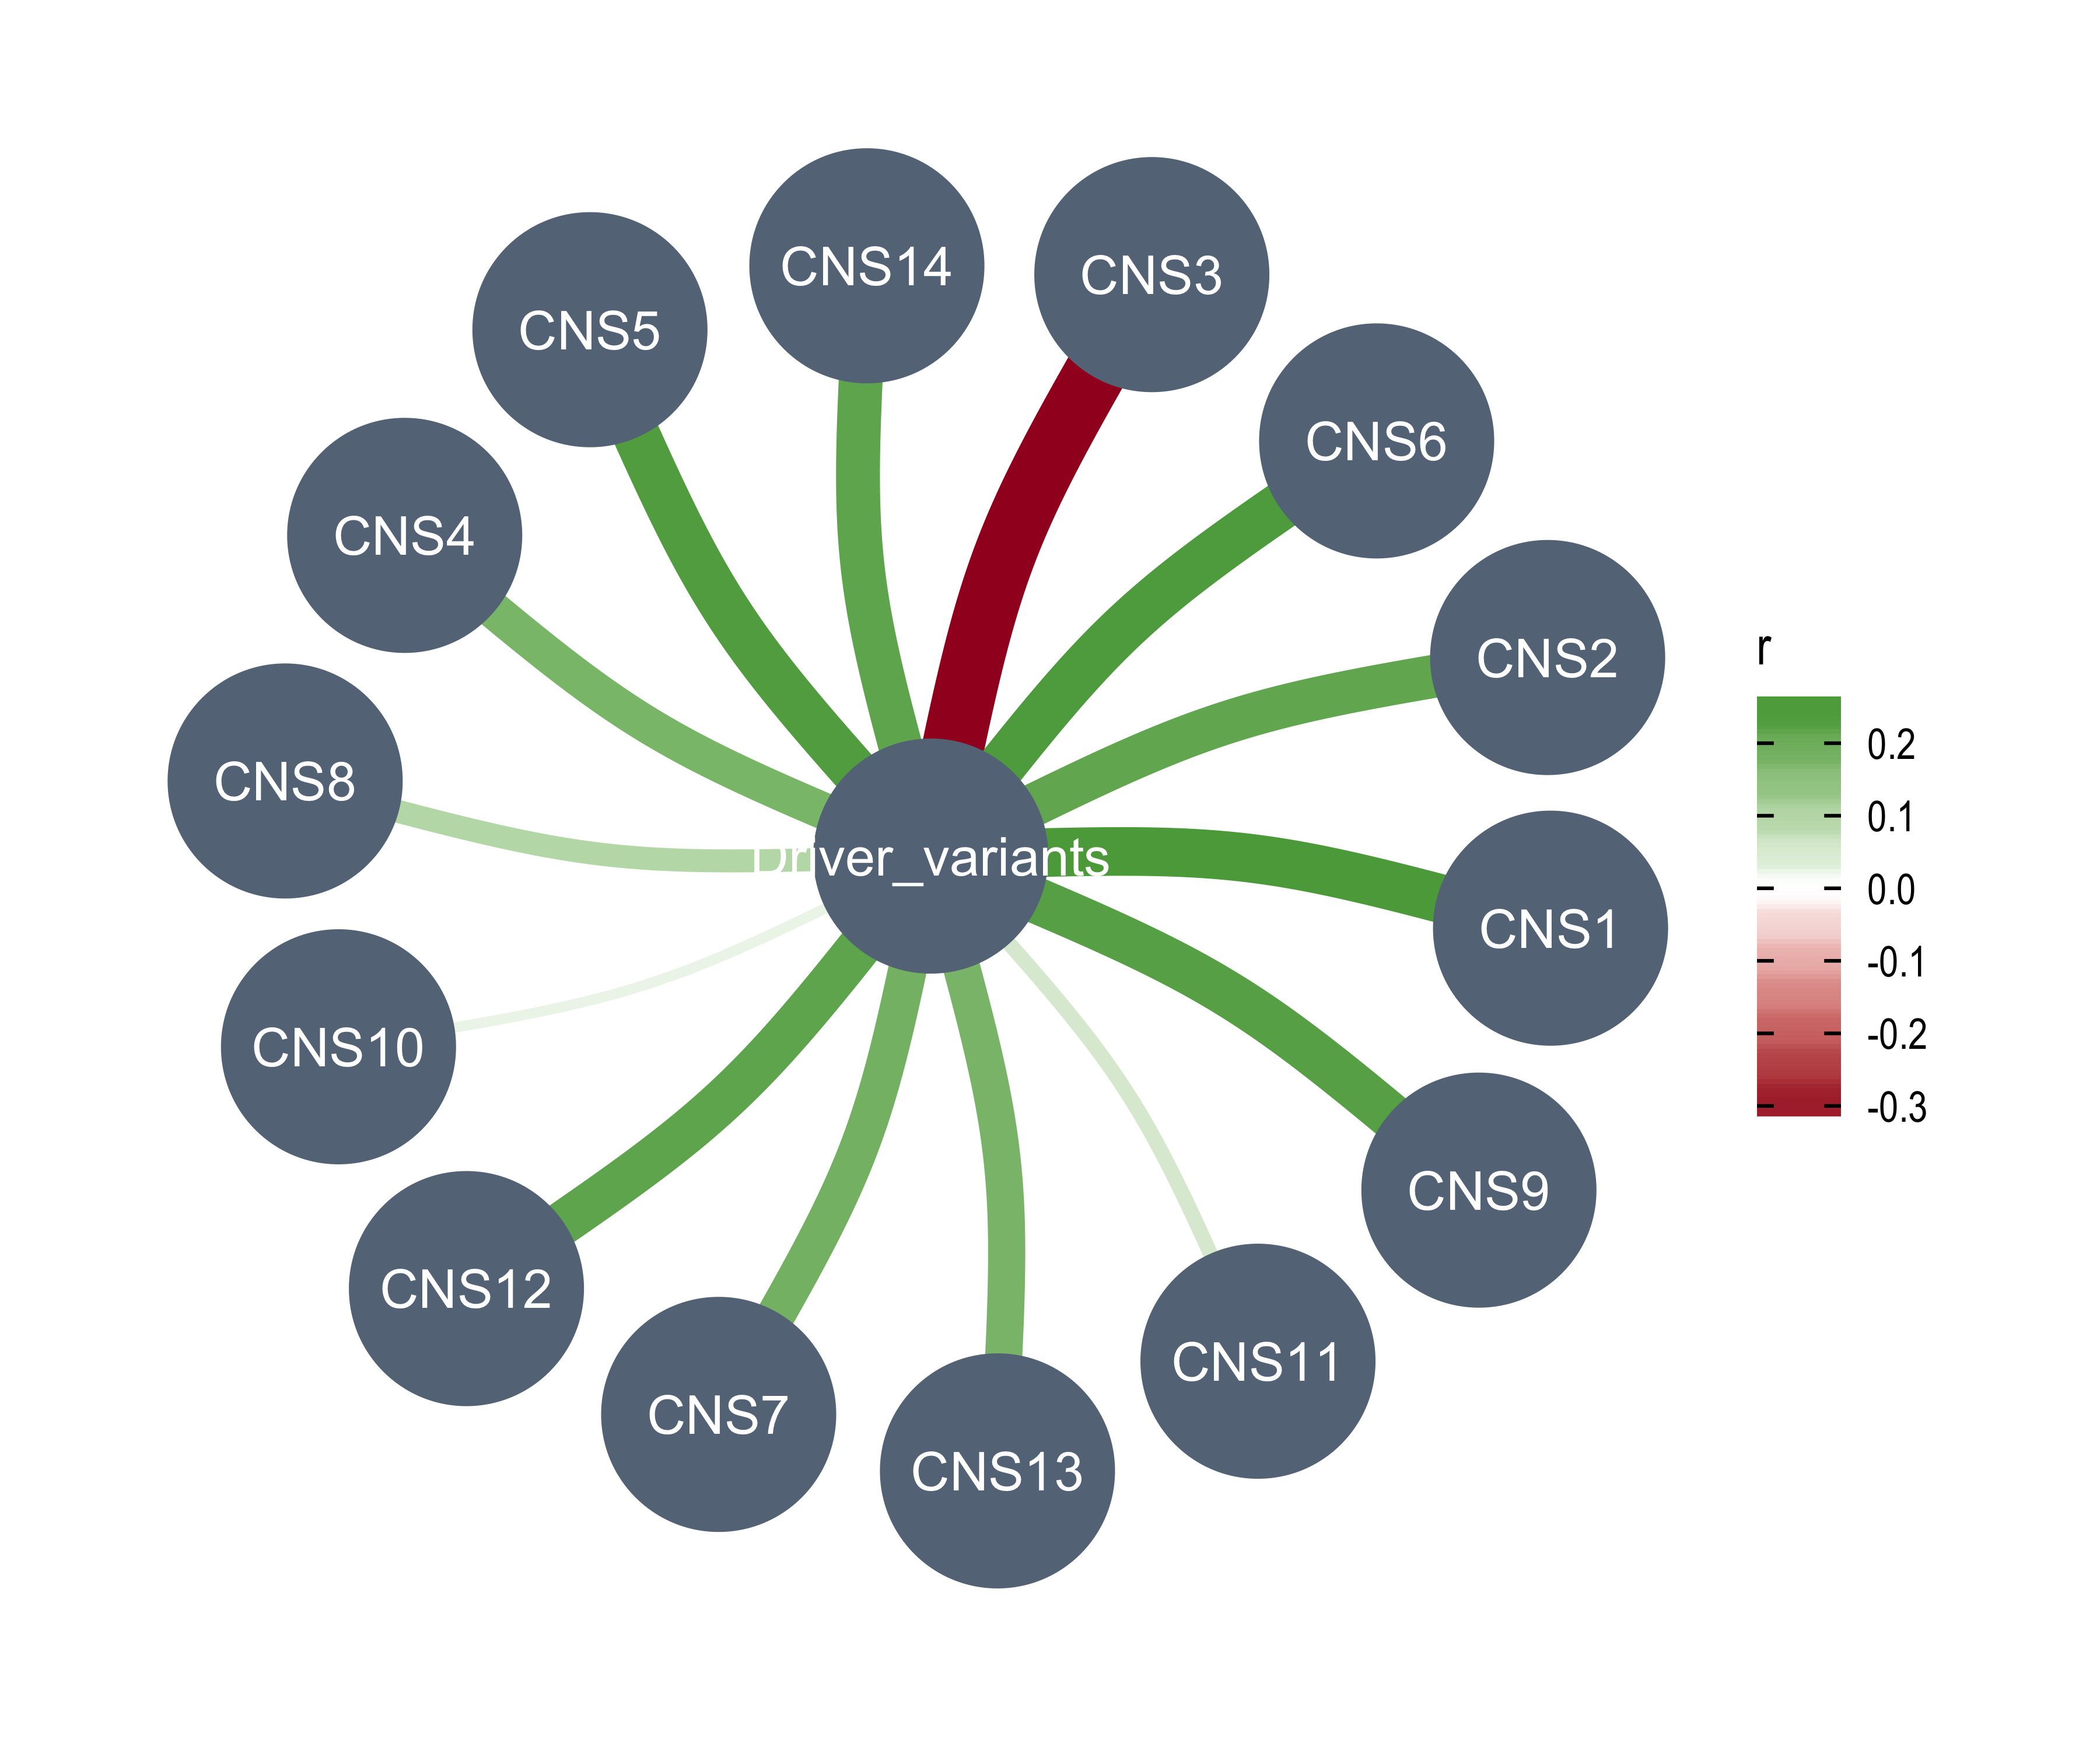 CNS14
CNS3
CNS5
CNS6
CNS4
CNS2
CNS8
Driver_variants
CNS1
CNS10
CNS9
CNS12
CNS11
CNS7
CNS13
r
0.2
0.1
0.0
-0.1
-0.2
-0.3